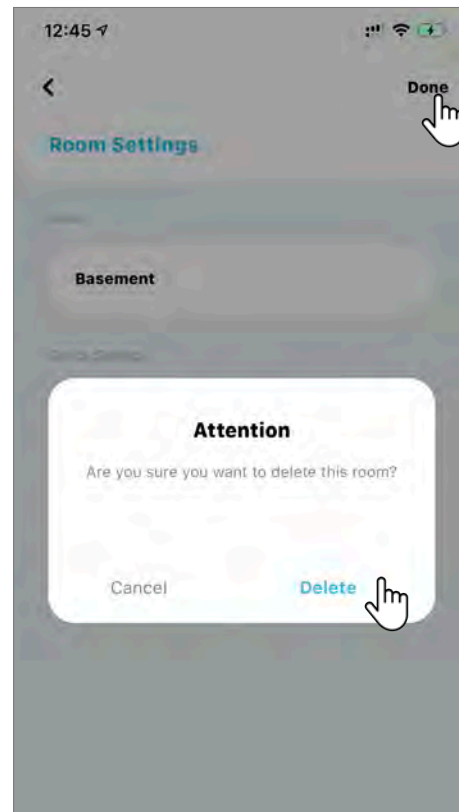 12:45
Done
Room Settings
Basement
Attention
Are you sure you want to delete this room?
Cancel
Delete